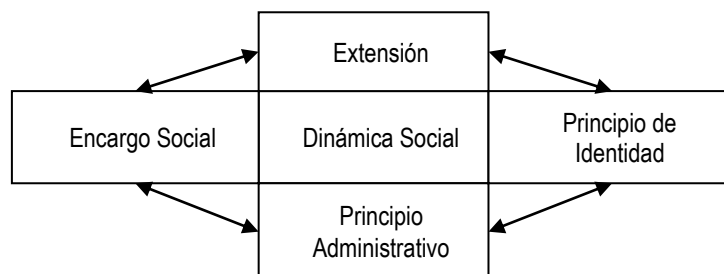 Extensión
Encargo Social
Dinámica Social
Principio de
Identidad
Principio
Administrativo